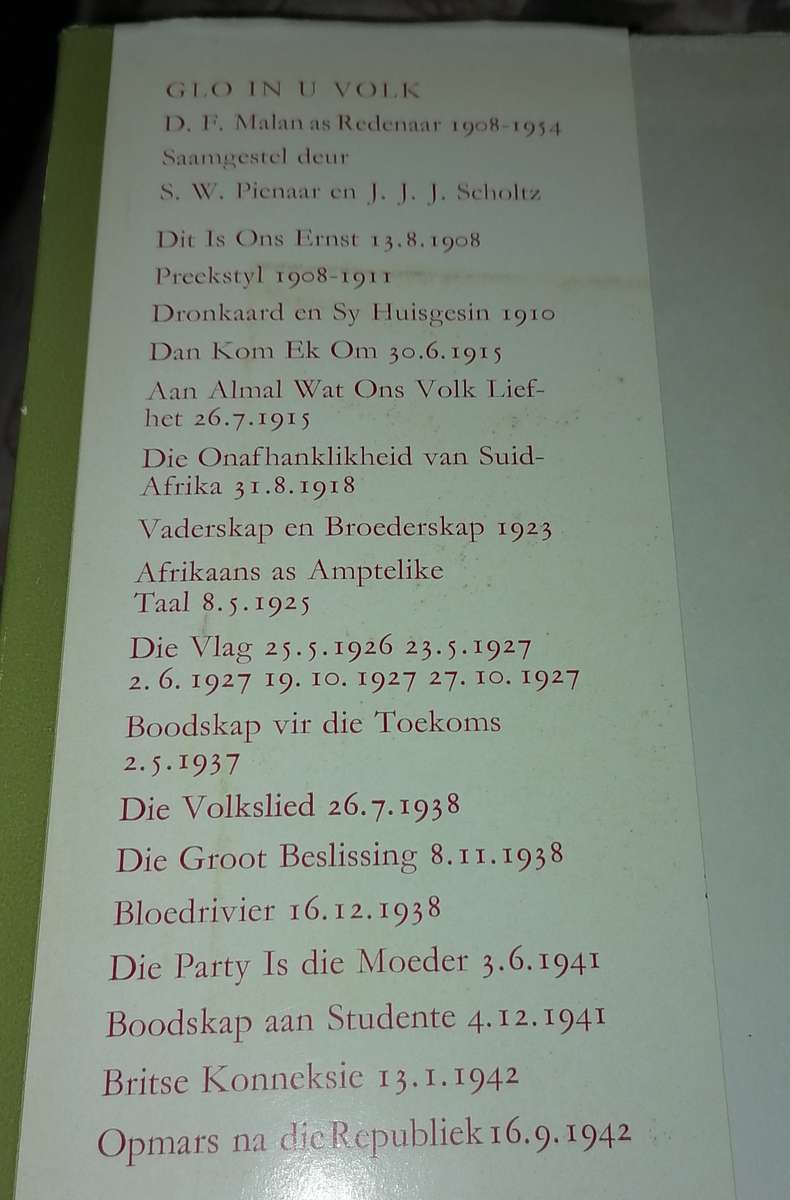 GLO IN U VOLK
D. F. Malan as Redenaar 1908-1954
Saamgestel deur
S. W. Pienaar en J. J. J. Scholtz
Dit Is Ons Ernst 13.8.1908
Preekstyl 1908-1911
Dronkaard en Sy Huisgesin 1910
Dan Kom Ek Om 30.6.1915
Aan Almal Wat Ons Volk Lief-
het 26.7.1915
Die Onafhanklikheid van Suid-
Afrika 31.8.1918
Vaderskap en Broederskap 1923
Afrikaans as Amptelike
Taal 8.5.1925
Die Vlag 25.5.1926 23.5.1927
2.6.1927 19.10.1927 27.10.1927
Boodskap vir die Toekoms
2.5.1937
Die Volkslied 26.7.1938
Die Groot Beslissing 8.11.1938
Bloedrivier 16.12.1938
Die Party Is die Moeder 3.6.1941
Boodskap aan Studente 4.12.1941
Britse Konneksie 13.1.1942
Opmars na die Republiek 16.9.1942